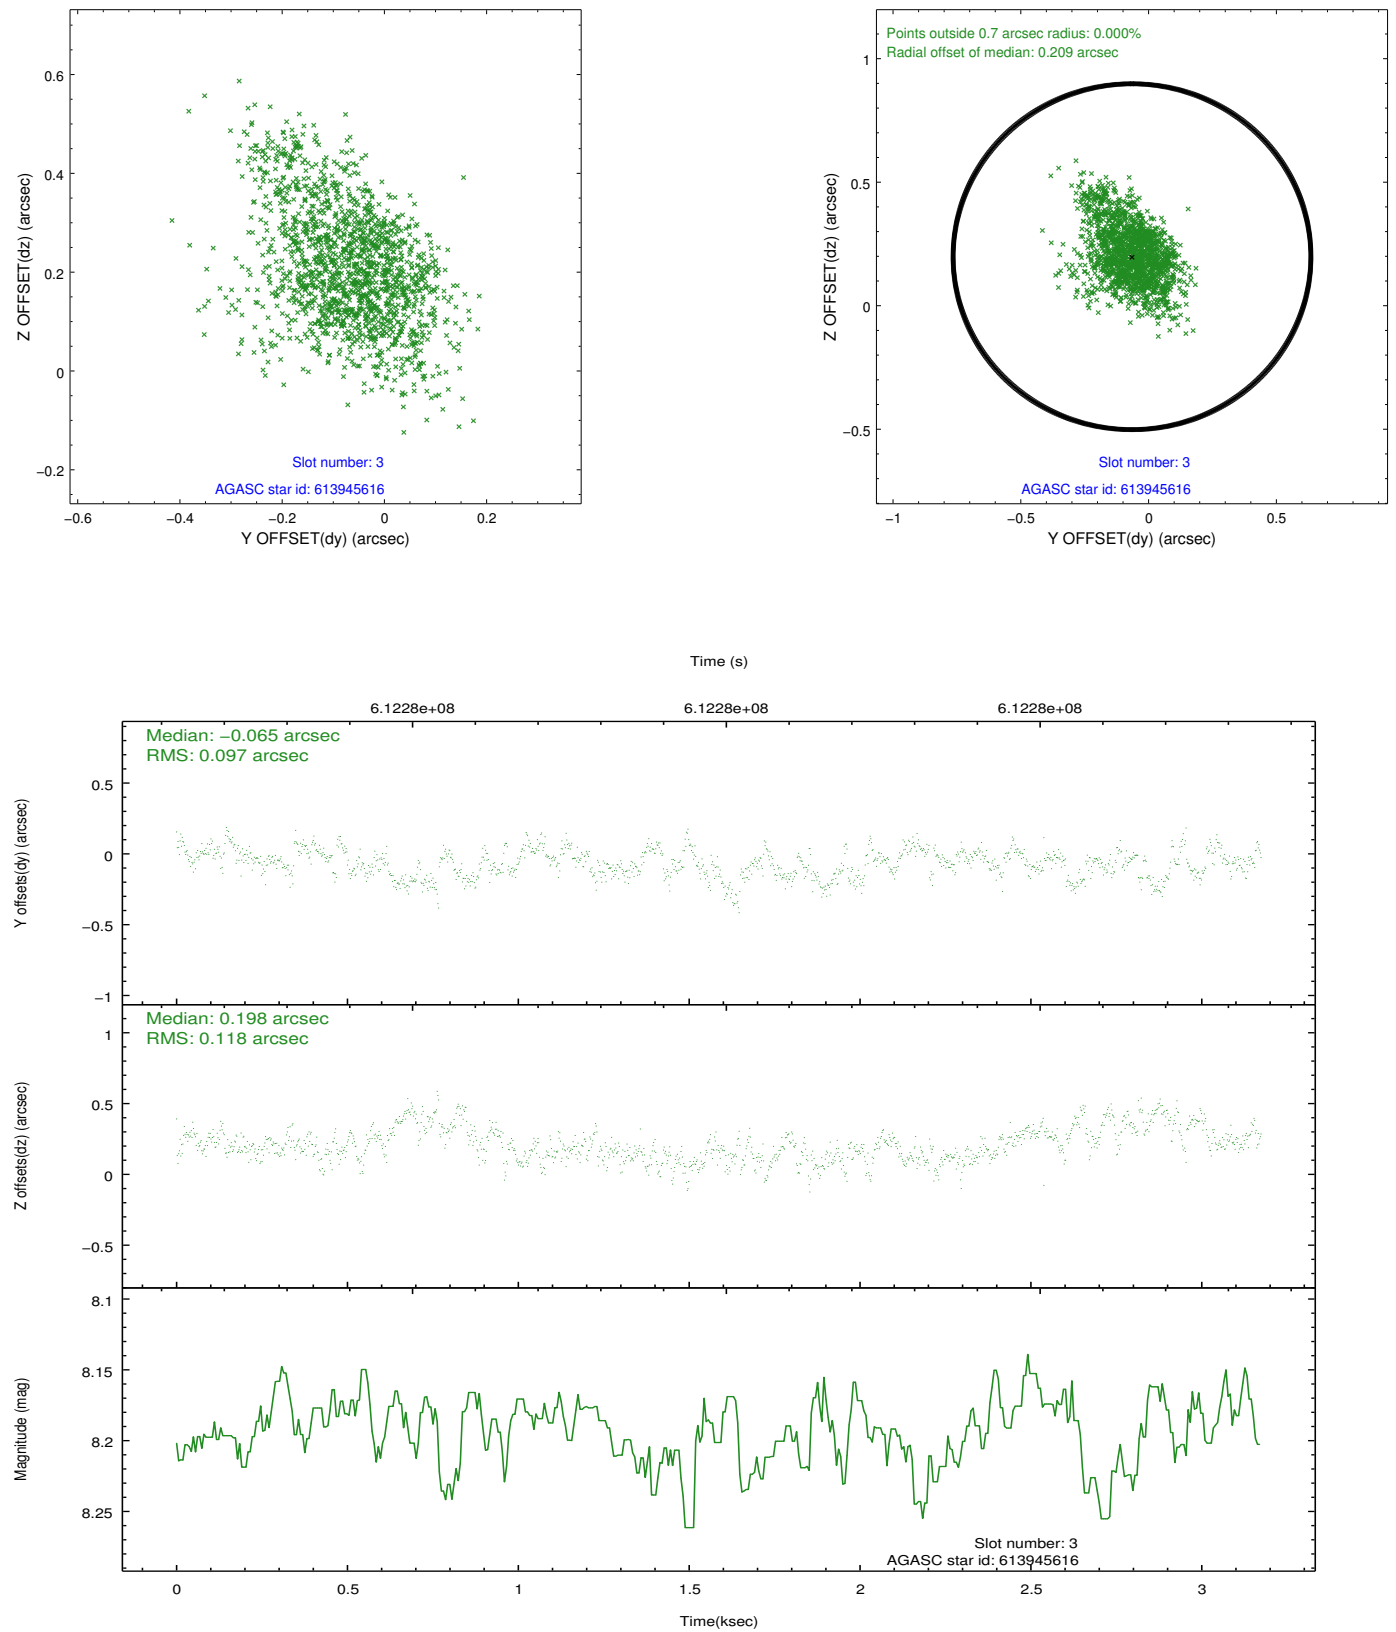 0.6
0.4
0.2
0
−0.2
−0.6
−0.4
−0.2
0
0.2
Z OFFSET(dz) (arcsec)
Y OFFSET(dy) (arcsec)
Slot number: 3
AGASC star id: 613945616
Points outside 0.7 arcsec radius: 0.000%
Radial offset of median: 0.209 arcsec
1
0.5
0
−0.5
−1
−0.5
0
0.5
Z OFFSET(dz) (arcsec)
Y OFFSET(dy) (arcsec)
Slot number: 3
AGASC star id: 613945616
Time (s)
6.1228e+08
6.1228e+08
6.1228e+08
Median: −0.065 arcsec
RMS: 0.097 arcsec
0.5
0
−0.5
−1
Y offsets(dy) (arcsec)
Median: 0.198 arcsec
RMS: 0.118 arcsec
1
0.5
0
−0.5
Z offsets(dz) (arcsec)
8.1
8.15
8.2
8.25
Magnitude (mag)
Slot number: 3
AGASC star id: 613945616
0
0.5
1
1.5
2
2.5
3
Time(ksec)